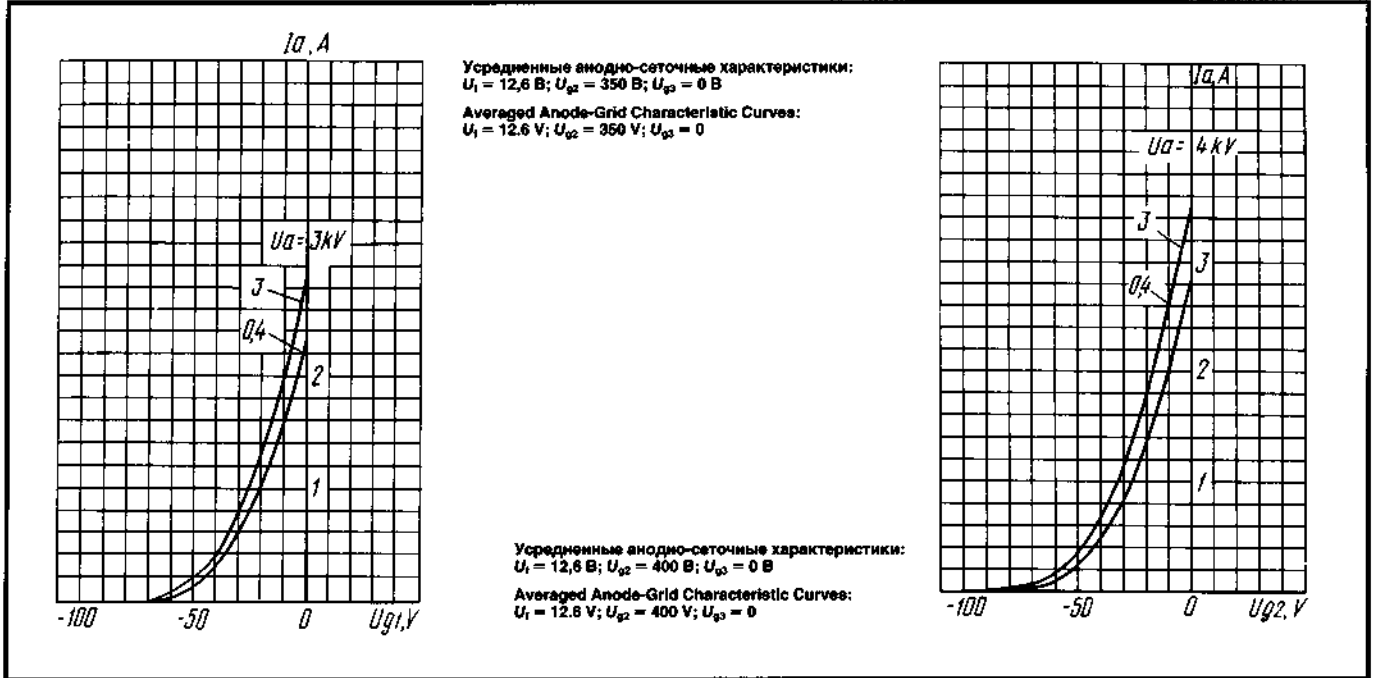 Ia, A
Ua= 3kV
3
0,4
2
1
-100
-50
0
Ug1,V
Усредненные анодно-сеточные характеристики:
Uf = 12,6 В; Ug2 = 350 В; Ug3 = 0 В
Averaged Anode-Grid Characteristic Curves:
Uf = 12.6 V; Ug2 = 350 V; Ug3 = 0
Усредненные анодно-сеточные характеристики:
Uf = 12,6 В; Ug2 = 400 В; Ug3 = 0 В
Averaged Anode-Grid Characteristic Curves:
Uf = 12.6 V; Ug2 = 400 V; Ug3 = 0
Ia, A
Ua= 4kV
3
3
0,4
2
1
-100
-50
0
Ug2, V